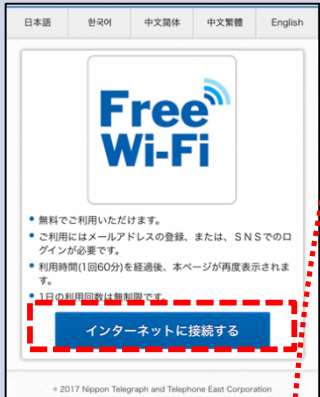 日本語 한국어 中文简体 中文繁體 English
Free
Wi-Fi
● 無料でご利用いただけます。
● ご利用にはメールアドレスの登録、または、SNSでのロ
グインが必要です。
● 利用時間(1回60分)を経過後、本ページが再度表示されま
す。
● 1日の利用回数は無制限です。
インターネットに接続する
© 2017 Nippon Telegraph and Telephone East Corporation